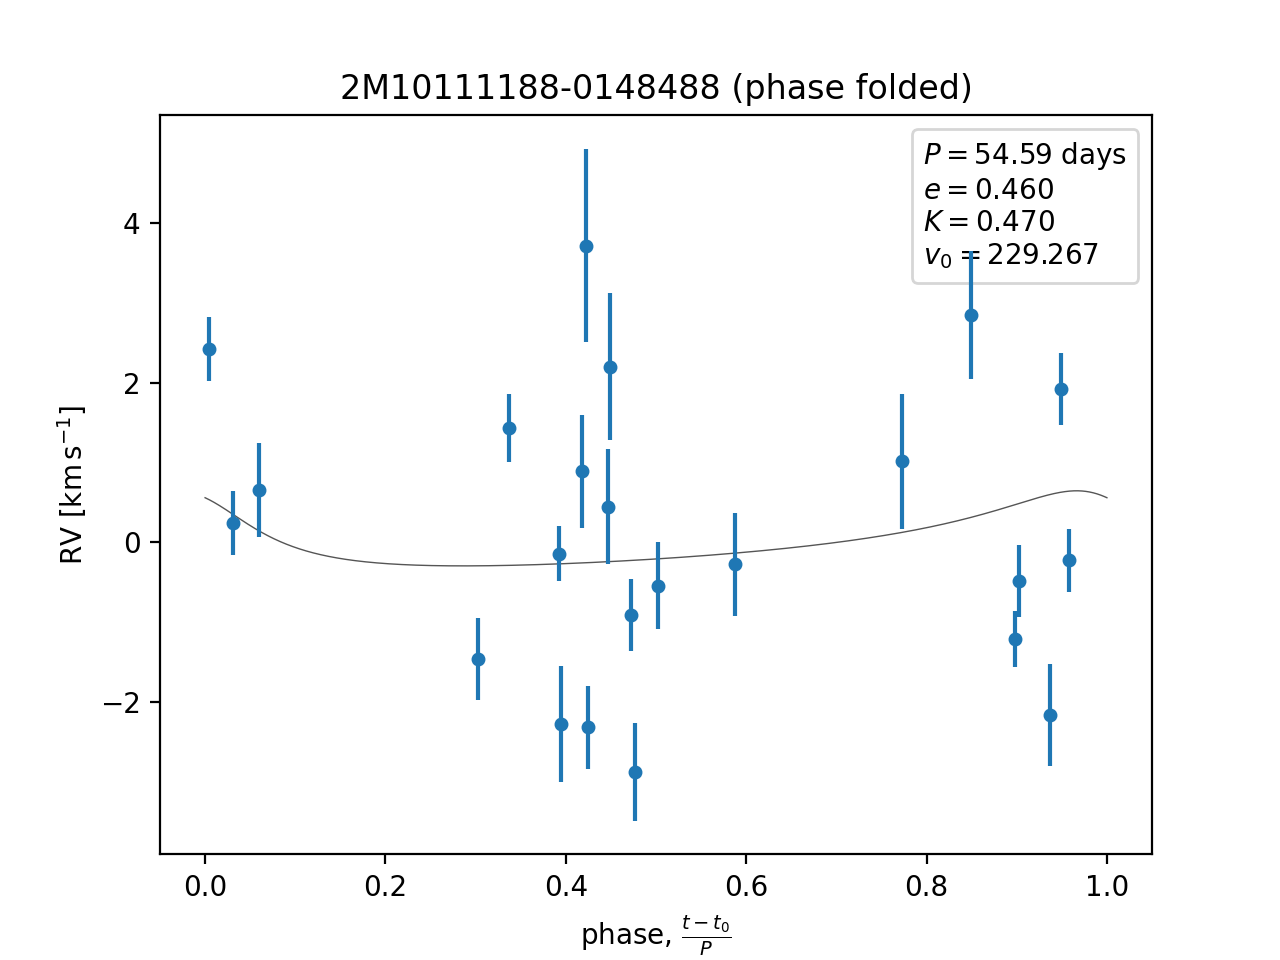 2M10111188-0148488 (phase folded)
P = 54.59 days
e = 0.460
K = 0.470
v₀ = 229.267
4
2
0
−2
RV [km s⁻¹]
0.0 0.2 0.4 0.6 0.8 1.0
phase, (t − t₀)/P